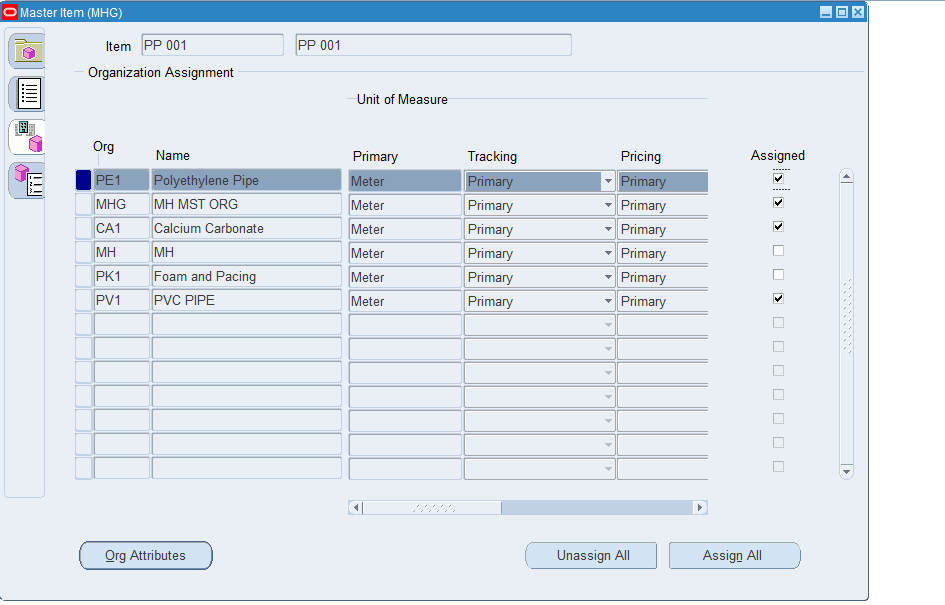 Master Item (MHG)
Item PP 001 PP 001
Organization Assignment
Unit of Measure
Org Name Primary Tracking Pricing Assigned
PE1 Polyethylene Pipe Meter Primary Primary
MHG MH MST ORG Meter Primary Primary
CA1 Calcium Carbonate Meter Primary Primary
MH MH Meter Primary Primary
PK1 Foam and Pacing Meter Primary Primary
PV1 PVC PIPE Meter Primary Primary
Org Attributes Unassign All Assign All